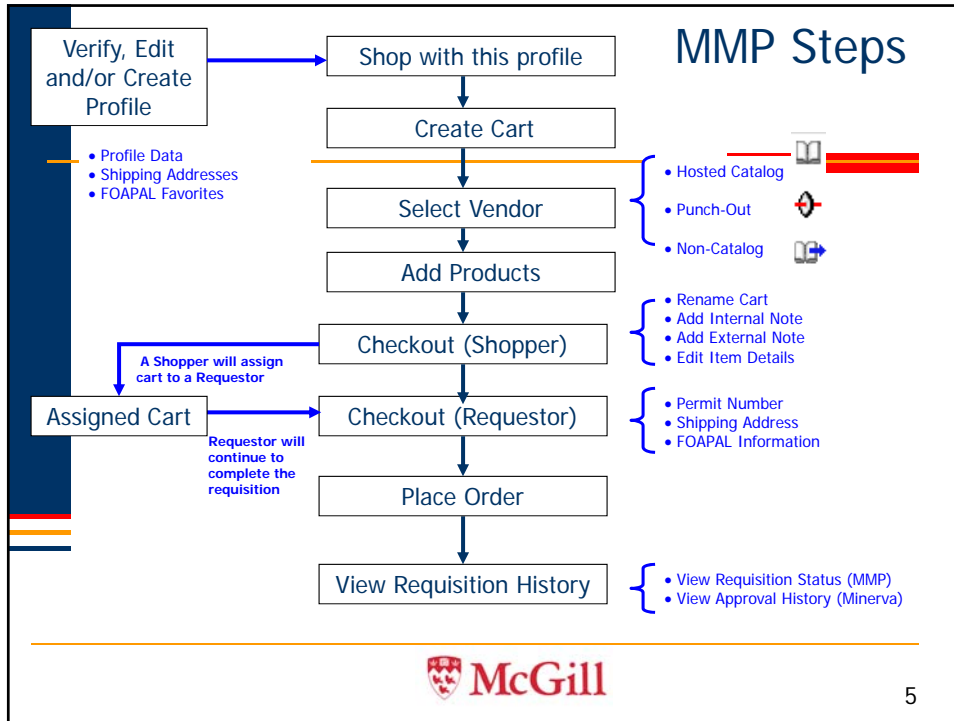 MMP Steps
Verify, Edit
and/or Create
Profile
• Profile Data
• Shipping Addresses
• FOAPAL Favorites
Shop with this profile
Create Cart
Select Vendor
• Hosted Catalog
• Punch-Out
• Non-Catalog
Add Products
Checkout (Shopper)
• Rename Cart
• Add Internal Note
• Add External Note
• Edit Item Details
A Shopper will assign
cart to a Requestor
Assigned Cart
Requestor will
continue to
complete the
requisition
Checkout (Requestor)
• Permit Number
• Shipping Address
• FOAPAL Information
Place Order
View Requisition History
• View Requisition Status (MMP)
• View Approval History (Minerva)
McGill
5